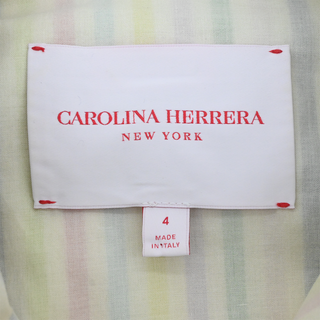 CAROLINA HERRERA
NEW YORK
4
MADE
IN ITALY